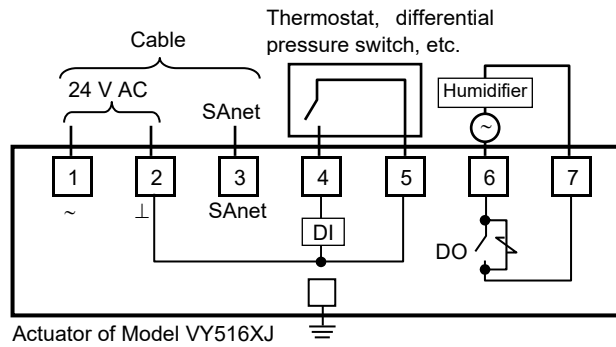 Thermostat, differential
pressure switch, etc.
Cable
24 V AC
SAnet
Humidifier
~
1 2 3 4 5 6 7
~ ⊥ SAnet
DI
DO
Actuator of Model VY516XJ